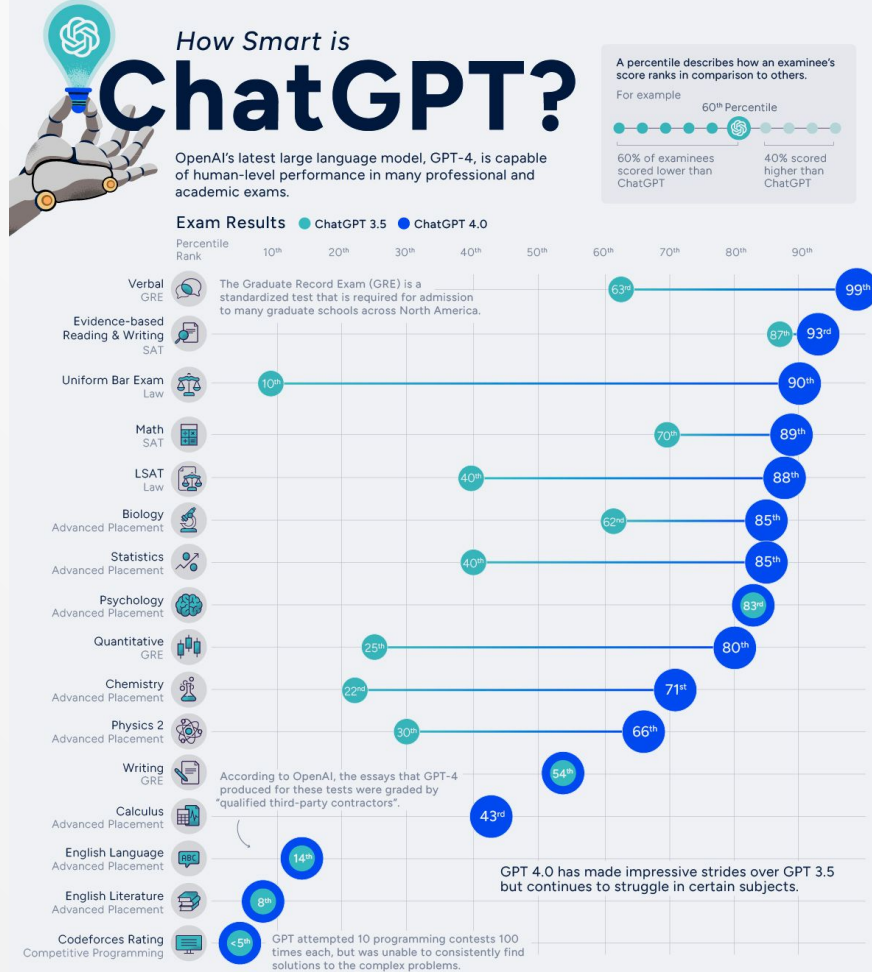 How Smart is
ChatGPT?
OpenAI's latest large language model, GPT-4, is capable
of human-level performance in many professional and
academic exams.
A percentile describes how an examinee's
score ranks in comparison to others.
For example
60th Percentile
60% of examinees
scored lower than
ChatGPT
40% scored
higher than
ChatGPT
Exam Results ChatGPT 3.5 ChatGPT 4.0
Percentile
Rank
10th 20th 30th 40th 50th 60th 70th 80th 90th
Verbal
GRE
The Graduate Record Exam (GRE) is a
standardized test that is required for admission
to many graduate schools across North America.
63rd 99th
Evidence-based
Reading & Writing
SAT
87th 93rd
Uniform Bar Exam
Law
10th 90th
Math
SAT
70th 89th
LSAT
Law
40th 88th
Biology
Advanced Placement
62nd 85th
Statistics
Advanced Placement
40th 85th
Psychology
Advanced Placement
83rd
Quantitative
GRE
25th 80th
Chemistry
Advanced Placement
22nd 71st
Physics 2
Advanced Placement
30th 66th
Writing
GRE
54th
According to OpenAI, the essays that GPT-4
produced for these tests were graded by
"qualified third-party contractors".
Calculus
Advanced Placement
43rd
English Language
Advanced Placement
ABC
14th
GPT 4.0 has made impressive strides over GPT 3.5
but continues to struggle in certain subjects.
English Literature
Advanced Placement
8th
Codeforces Rating
Competitive Programming
<5th
GPT attempted 10 programming contests 100
times each, but was unable to consistently find
solutions to the complex problems.